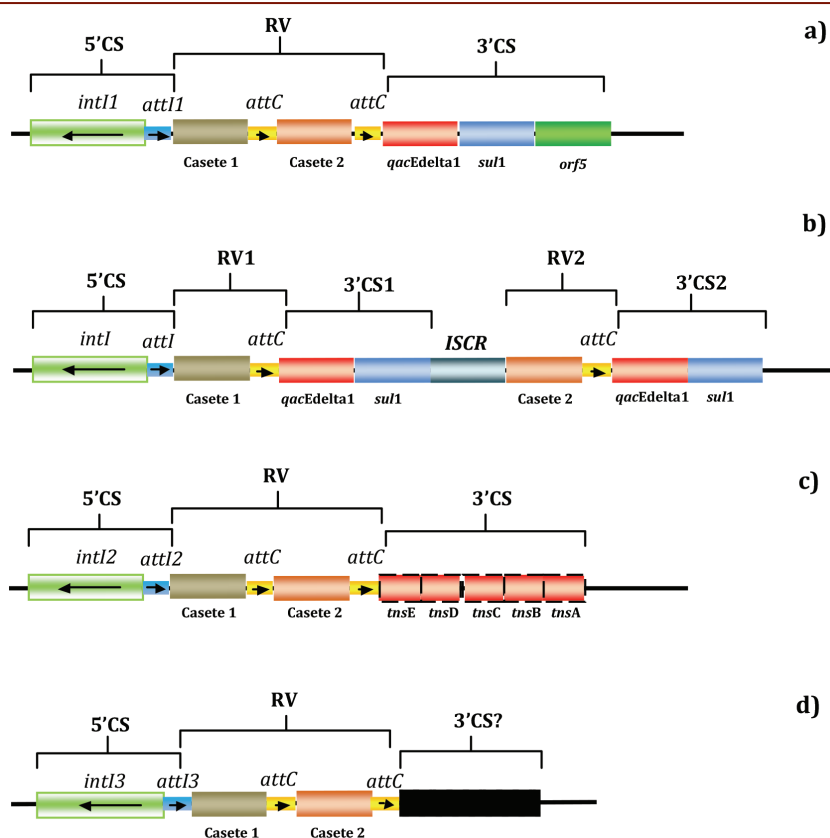 a)
RV
5’CS 3’CS
intI1 attI1 attC attC
Casete 1 Casete 2 qacEdelta1 sul1 orf5
b)
RV1 RV2
5’CS 3’CS1 3’CS2
intI attI attC ISCR attC
Casete 1 qacEdelta1 sul1 Casete 2 qacEdelta1 sul1
c)
RV
5’CS 3’CS
intI2 attI2 attC attC
Casete 1 Casete 2 tnsE tnsD tnsC tnsB tnsA
d)
RV
5’CS 3’CS?
intI3 attI3 attC attC
Casete 1 Casete 2